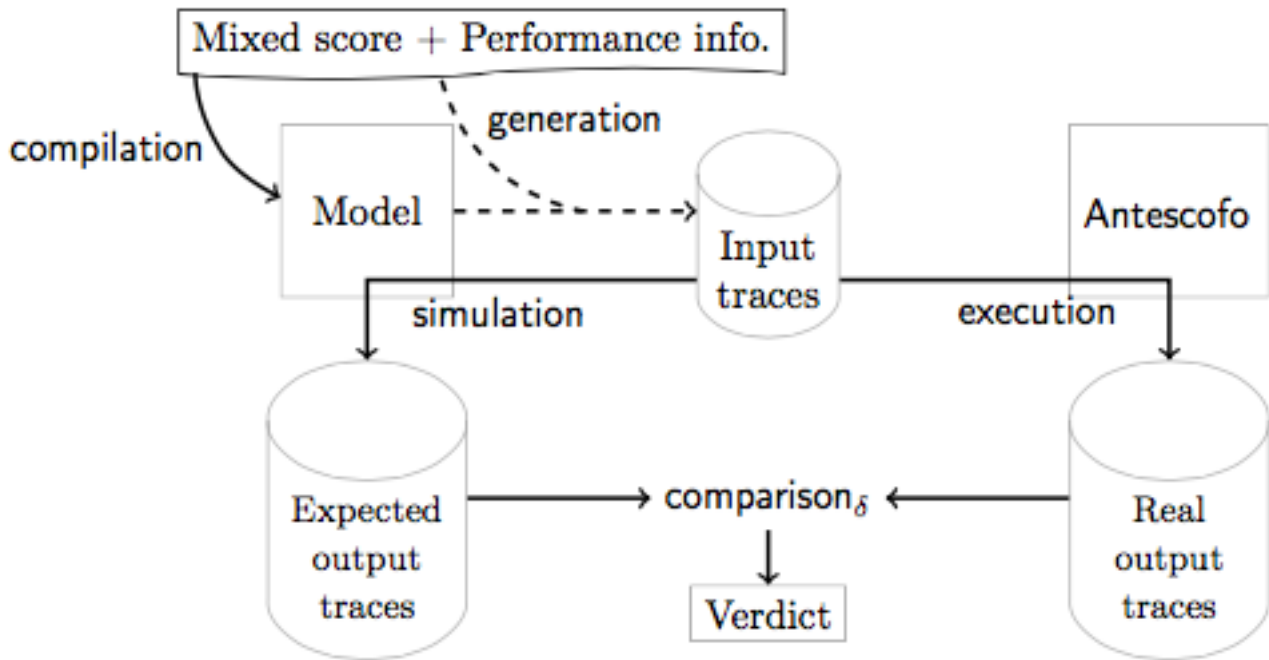 Mixed score + Performance info.
compilation
generation
Model
Input
traces
Antescofo
simulation
execution
Expected
output
traces
comparisonδ
Real
output
traces
Verdict